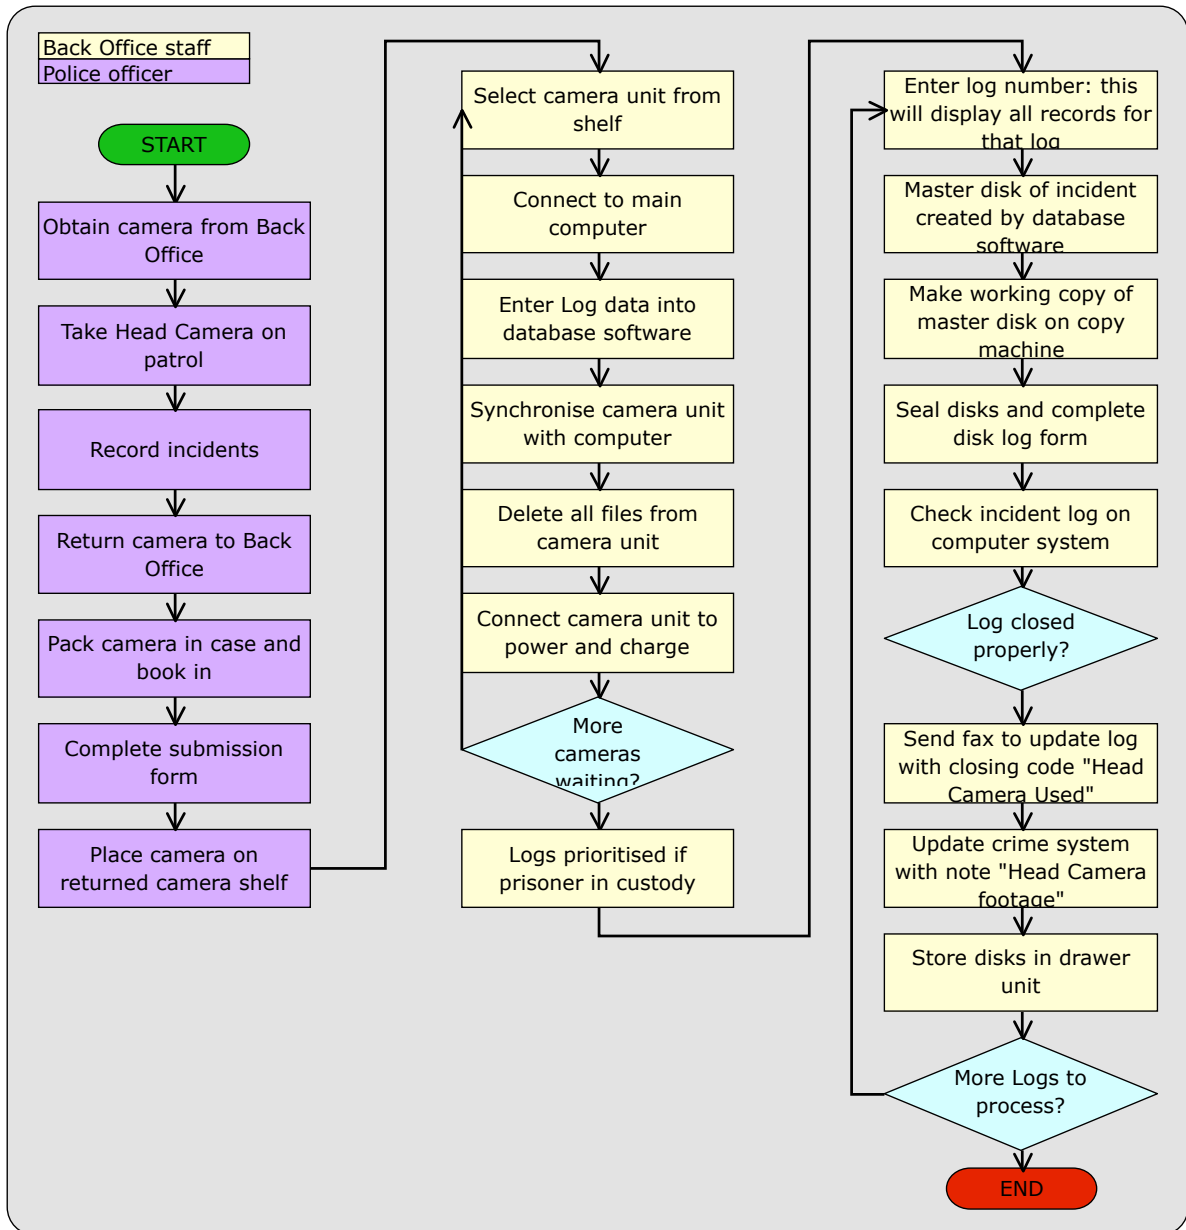 Back Office staff
Police officer
START
Obtain camera from Back
Office
Take Head Camera on
patrol
Record incidents
Return camera to Back
Office
Pack camera in case and
book in
Complete submission
form
Place camera on
returned camera shelf
Select camera unit from
shelf
Connect to main
computer
Enter Log data into
database software
Synchronise camera unit
with computer
Delete all files from
camera unit
Connect camera unit to
power and charge
More
cameras
waiting?
Logs prioritised if
prisoner in custody
Enter log number: this
will display all records for
that log
Master disk of incident
created by database
software
Make working copy of
master disk on copy
machine
Seal disks and complete
disk log form
Check incident log on
computer system
Log closed
properly?
Send fax to update log
with closing code "Head
Camera Used"
Update crime system
with note "Head Camera
footage"
Store disks in drawer
unit
More Logs to
process?
END